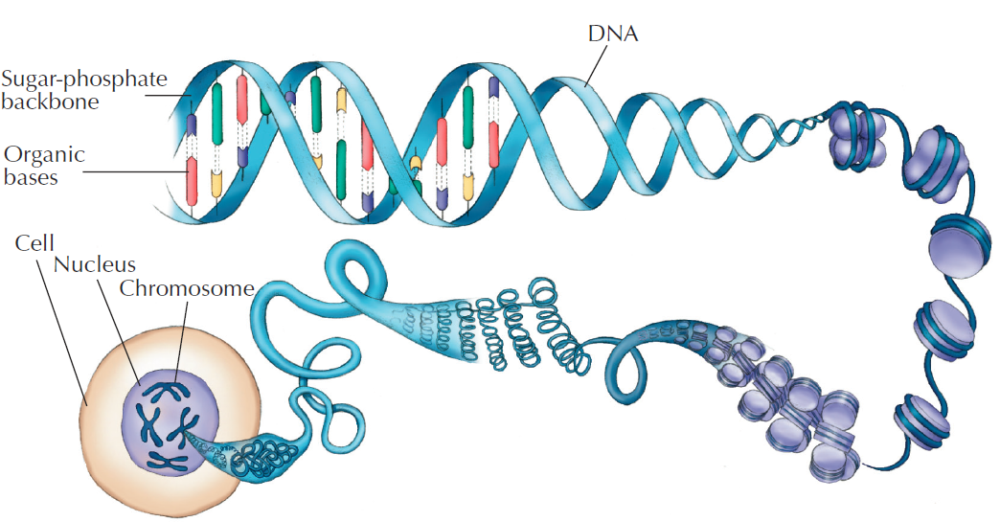 DNA
Sugar-phosphate
backbone
Organic
bases
Cell
Nucleus
Chromosome